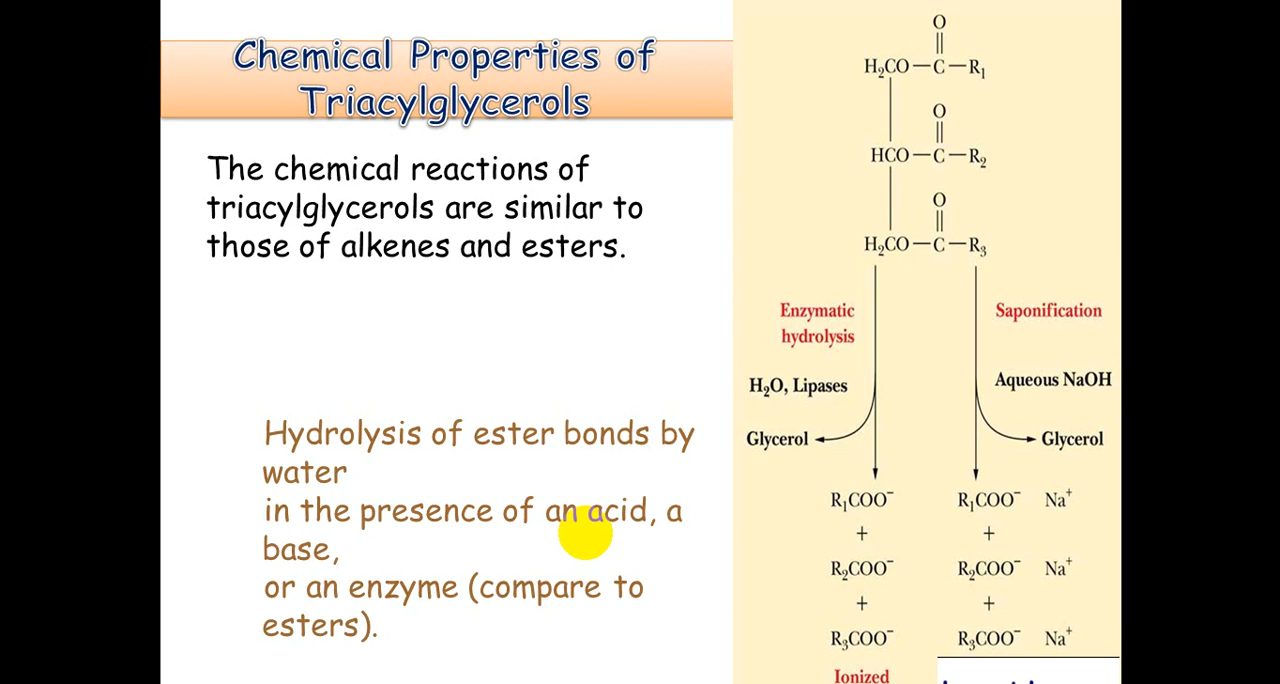 Chemical Properties of
Triacylglycerols
The chemical reactions of
triacylglycerols are similar to
those of alkenes and esters.
Hydrolysis of ester bonds by
water
in the presence of an acid, a
base,
or an enzyme (compare to
esters).
O
H₂CO—C—R₁
O
HCO—C—R₂
O
H₂CO—C—R₃
Enzymatic
hydrolysis
H₂O, Lipases
Glycerol
Saponification
Aqueous NaOH
Glycerol
R₁COO⁻ R₁COO⁻ Na⁺
+ +
R₂COO⁻ R₂COO⁻ Na⁺
+ +
R₃COO⁻ R₃COO⁻ Na⁺
Ionized